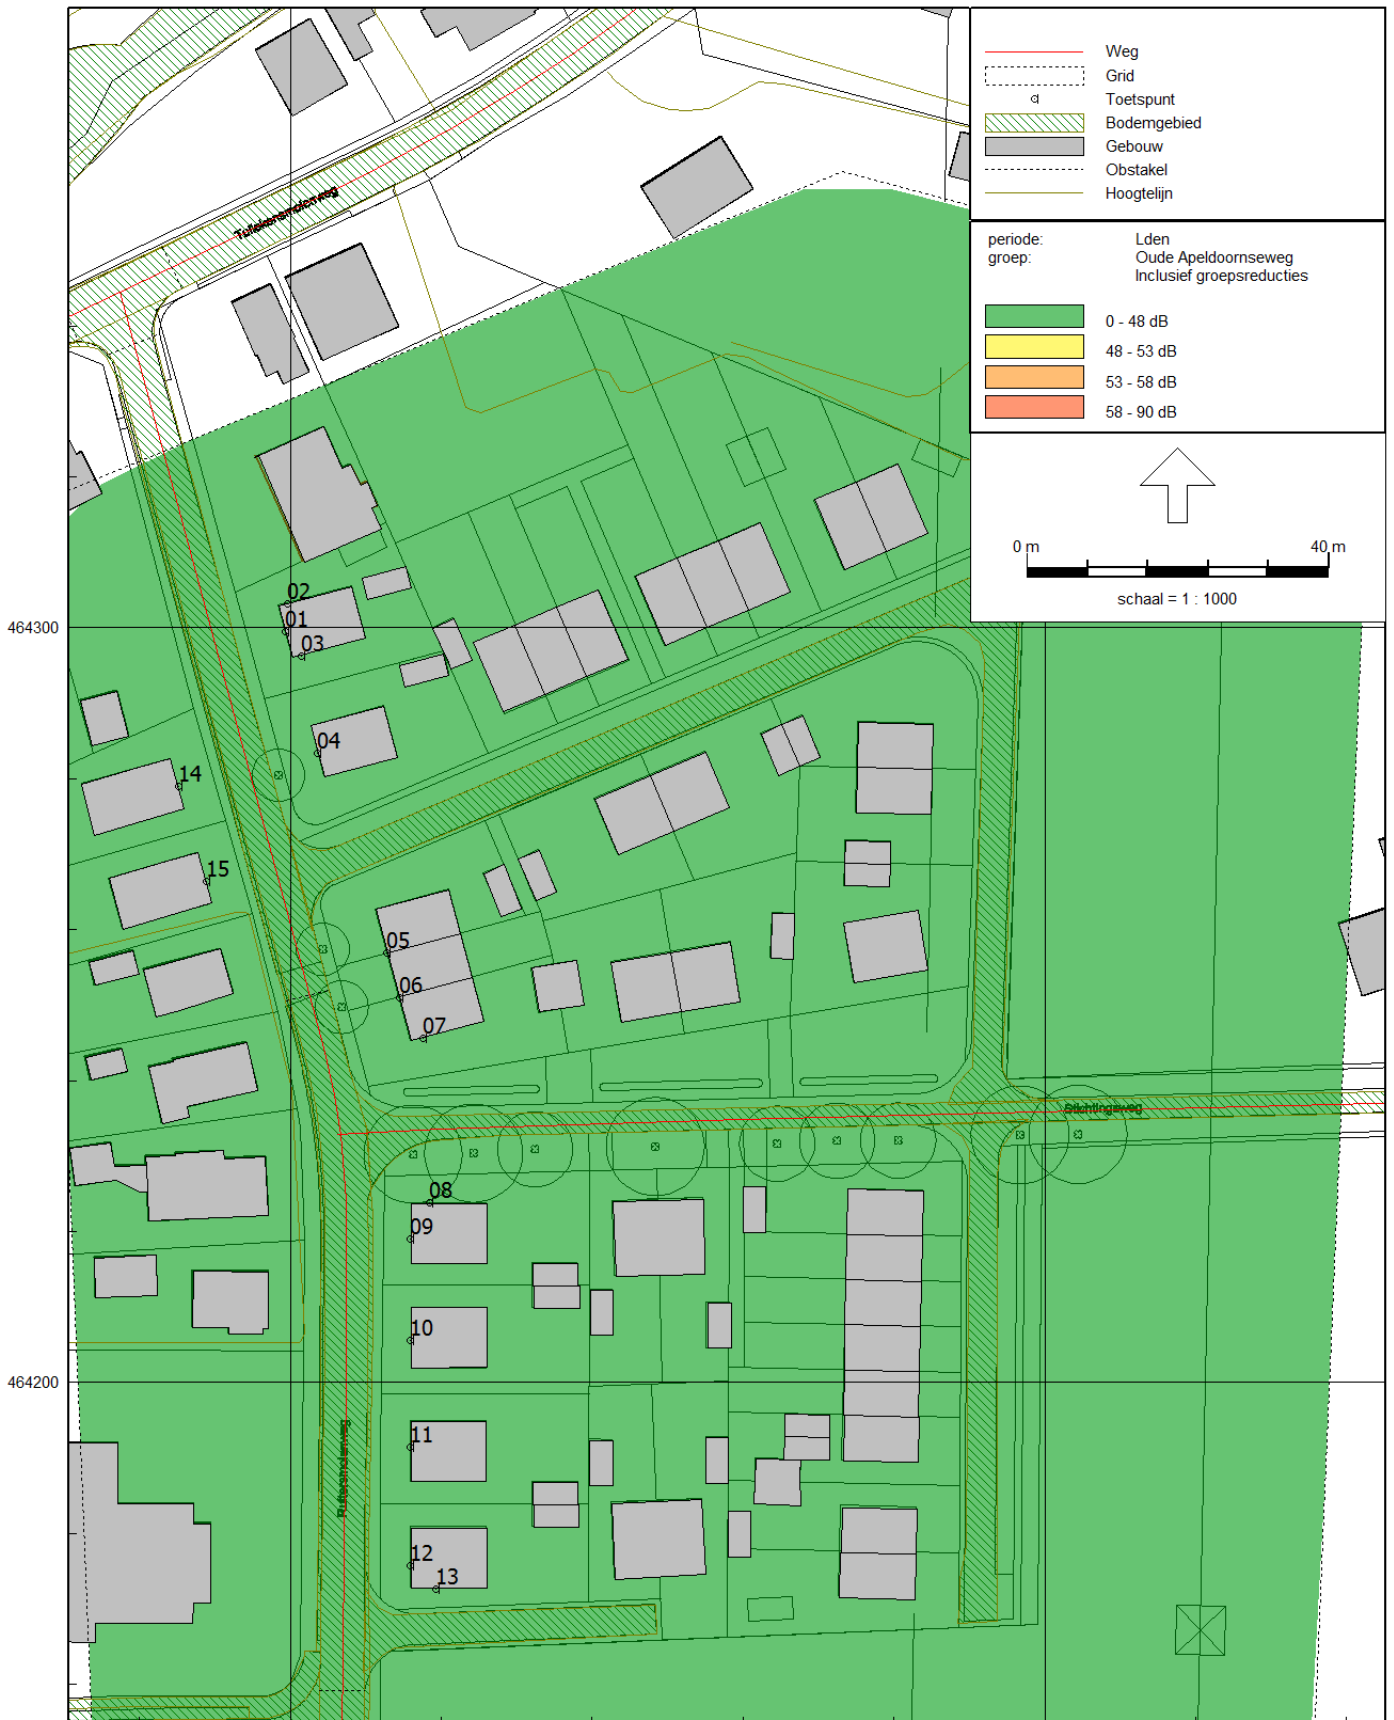 Weg
Grid
Toetspunt
Bodemgebied
Gebouw
Obstakel
Hoogtelijn
periode: Lden
groep: Oude Apeldoornseweg
Inclusief groepsreducties
0 - 48 dB
48 - 53 dB
53 - 58 dB
58 - 90 dB
0 m 40 m
schaal = 1 : 1000
Tullekensmolenweg
02
01
464300
03
04
14
15
05
06
07
Stichtingsweg
08
09
10
464200
11
Ruitersmolenweg
12
13